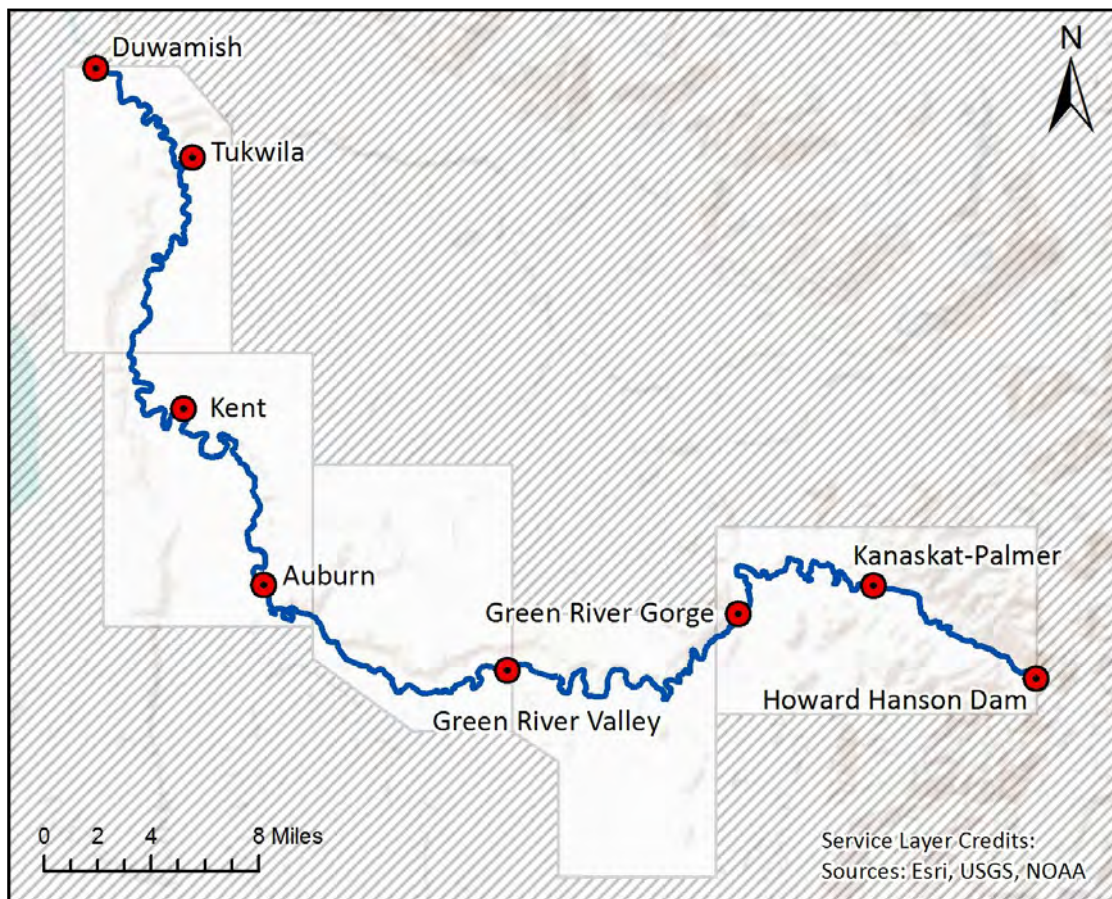 Duwamish
N
Tukwila
Kent
Auburn
Kanaskat-Palmer
Green River Gorge
Howard Hanson Dam
Green River Valley
0 2 4 8 Miles
Service Layer Credits:
Sources: Esri, USGS, NOAA